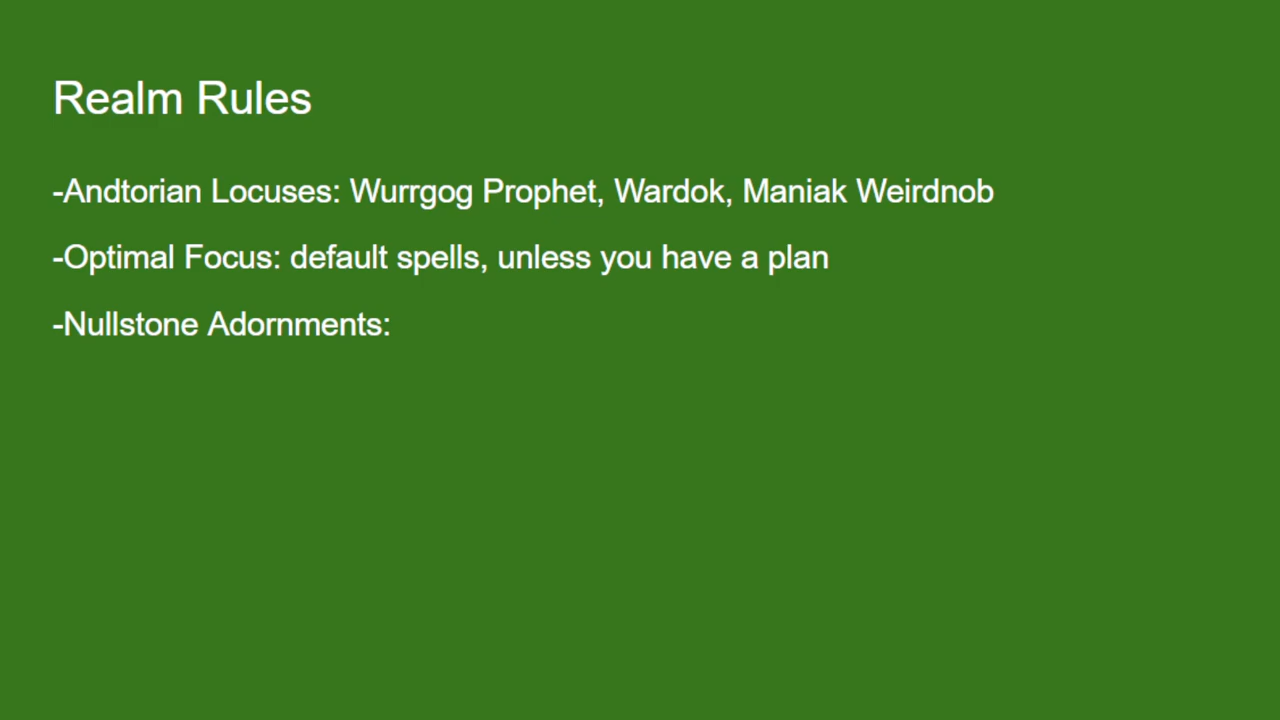 Realm Rules
-Andtorian Locuses: Wurrgog Prophet, Wardok, Maniak Weirdnob
-Optimal Focus: default spells, unless you have a plan
-Nullstone Adornments: